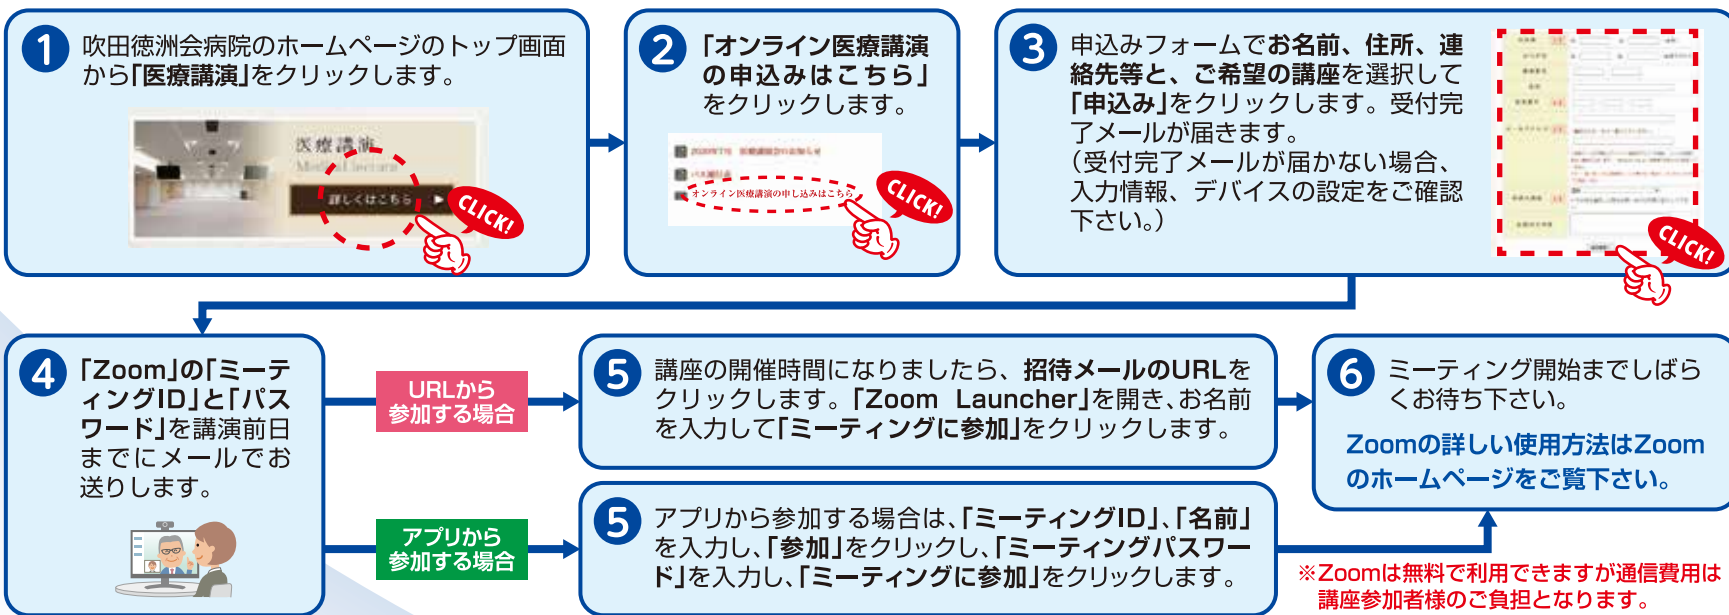 1
吹田徳洲会病院のホームページのトップ画面
から「医療講演」をクリックします。
医療講演
Medical lecture
詳しくはこちら
CLICK!
2
「オンライン医療講演
の申込みはこちら」
をクリックします。
オンライン医療講演の申し込みはこちら
CLICK!
3
申込みフォームでお名前、住所、連
絡先等と、ご希望の講座を選択して
「申込み」をクリックします。受付完
了メールが届きます。
（受付完了メールが届かない場合、
入力情報、デバイスの設定をご確認
下さい。）
CLICK!
4
「Zoom」の「ミーテ
ィングID」と「パス
ワード」を講演前日
までにメールでお
送りします。
URLから
参加する場合
5
講座の開催時間になりましたら、招待メールのURLを
クリックします。「Zoom Launcher」を開き、お名前
を入力して「ミーティングに参加」をクリックします。
アプリから
参加する場合
5
アプリから参加する場合は、「ミーティングID」、「名前」
を入力し、「参加」をクリックし、「ミーティングパスワー
ド」を入力し、「ミーティングに参加」をクリックします。
6
ミーティング開始までしばら
くお待ち下さい。
Zoomの詳しい使用方法はZoom
のホームページをご覧下さい。
※Zoomは無料で利用できますが通信費用は
講座参加者様のご負担となります。